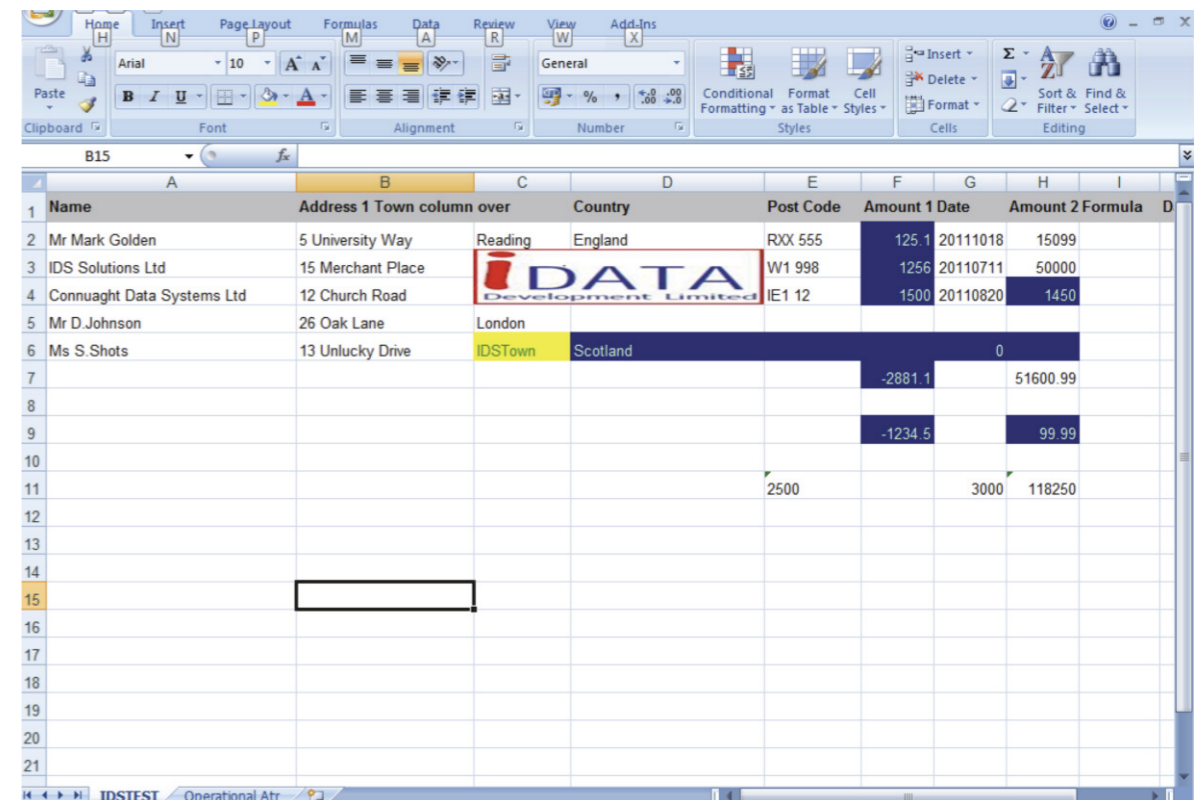 Home Insert Page Layout Formulas Data Review View Add-Ins
H N P M A R W X
Arial 10 A A General Insert Σ
Paste Conditional Format Cell Delete Sort & Find &
B I U A % , .0 .00 .00 .0 Formatting as Table Styles Format Filter Select
Clipboard Font Alignment Number Styles Cells Editing
B15 fx
A B C D E F G H I
1 Name Address 1 Town column over Country Post Code Amount 1 Date Amount 2 Formula D
2 Mr Mark Golden 5 University Way Reading England RXX 555 125.1 20111018 15099
3 IDS Solutions Ltd 15 Merchant Place iDATA W1 998 1256 20110711 50000
4 Connuaght Data Systems Ltd 12 Church Road Development Limited IE1 12 1500 20110820 1450
5 Mr D.Johnson 26 Oak Lane London
6 Ms S.Shots 13 Unlucky Drive IDSTown Scotland 0
7 -2881.1 51600.99
8
9 -1234.5 99.99
10
11 2500 3000 118250
12
13
14
15
16
17
18
19
20
21
IDSTEST Operational Atr